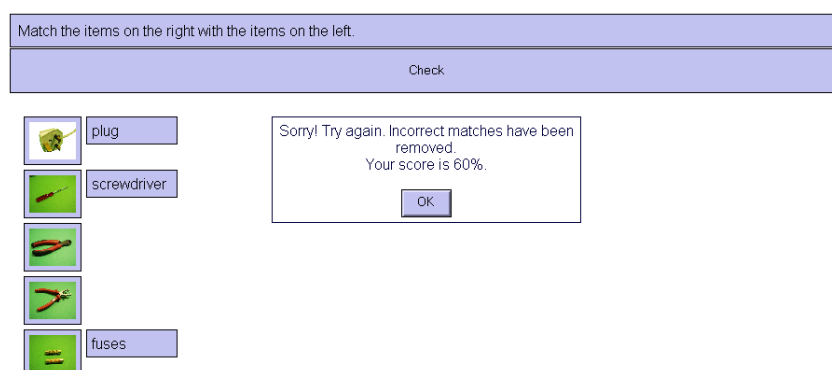 Match the items on the right with the items on the left.
Check
plug
Sorry! Try again. Incorrect matches have been
removed.
Your score is 60%.
screwdriver
OK
fuses